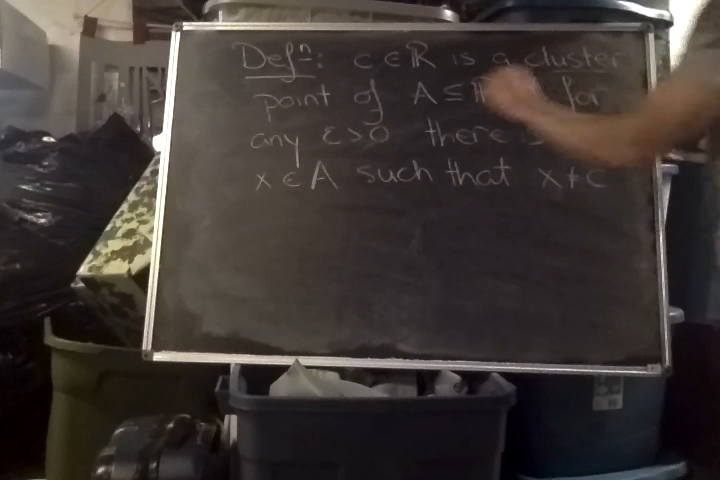 Defⁿ: c ∈ ℝ is a cluster
point of A ⊆ for
any ε>0 there is
x ∈ A such that x ≠ c